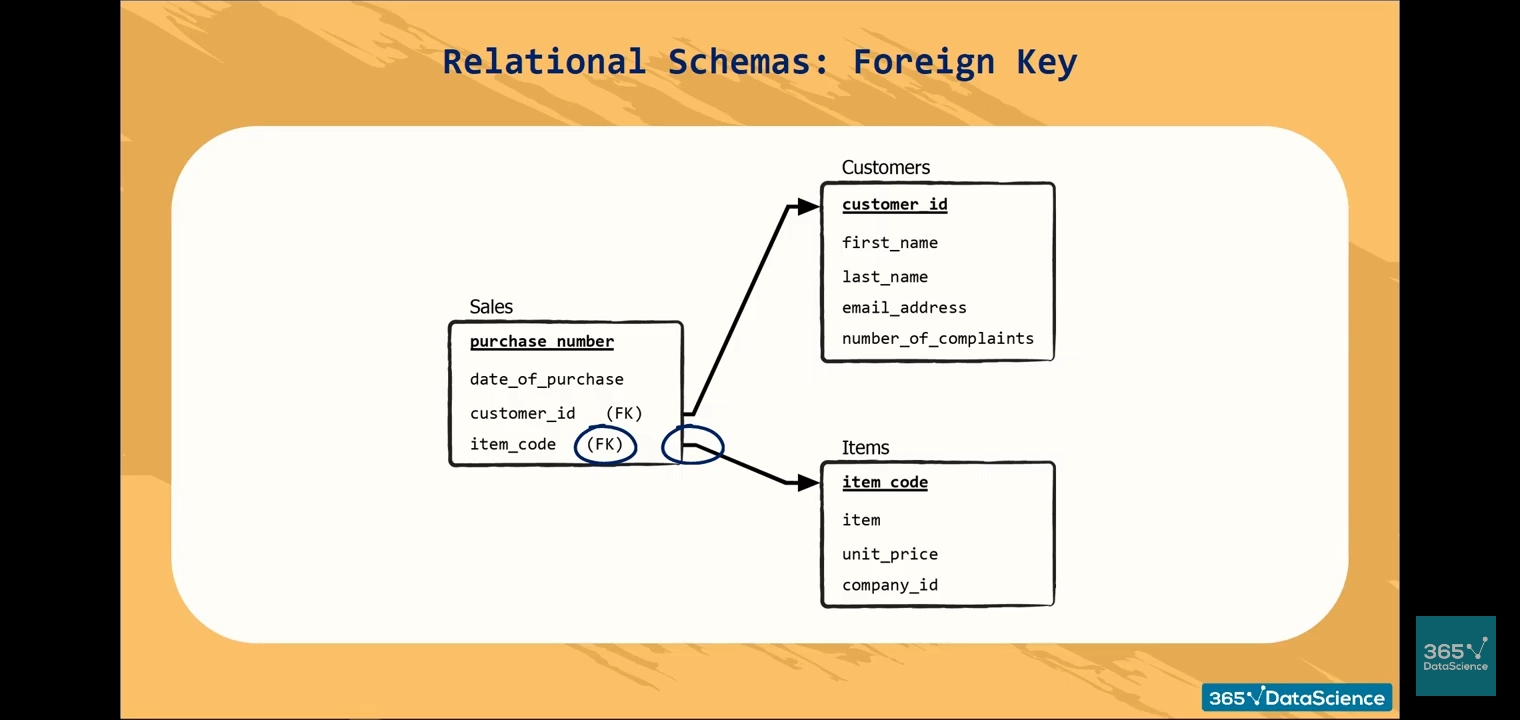 Relational Schemas: Foreign Key
Customers
customer_id
first_name
last_name
email_address
number_of_complaints
Sales
purchase_number
date_of_purchase
customer_id (FK)
item_code (FK)
Items
item_code
item
unit_price
company_id
365 DataScience
365 DataScience